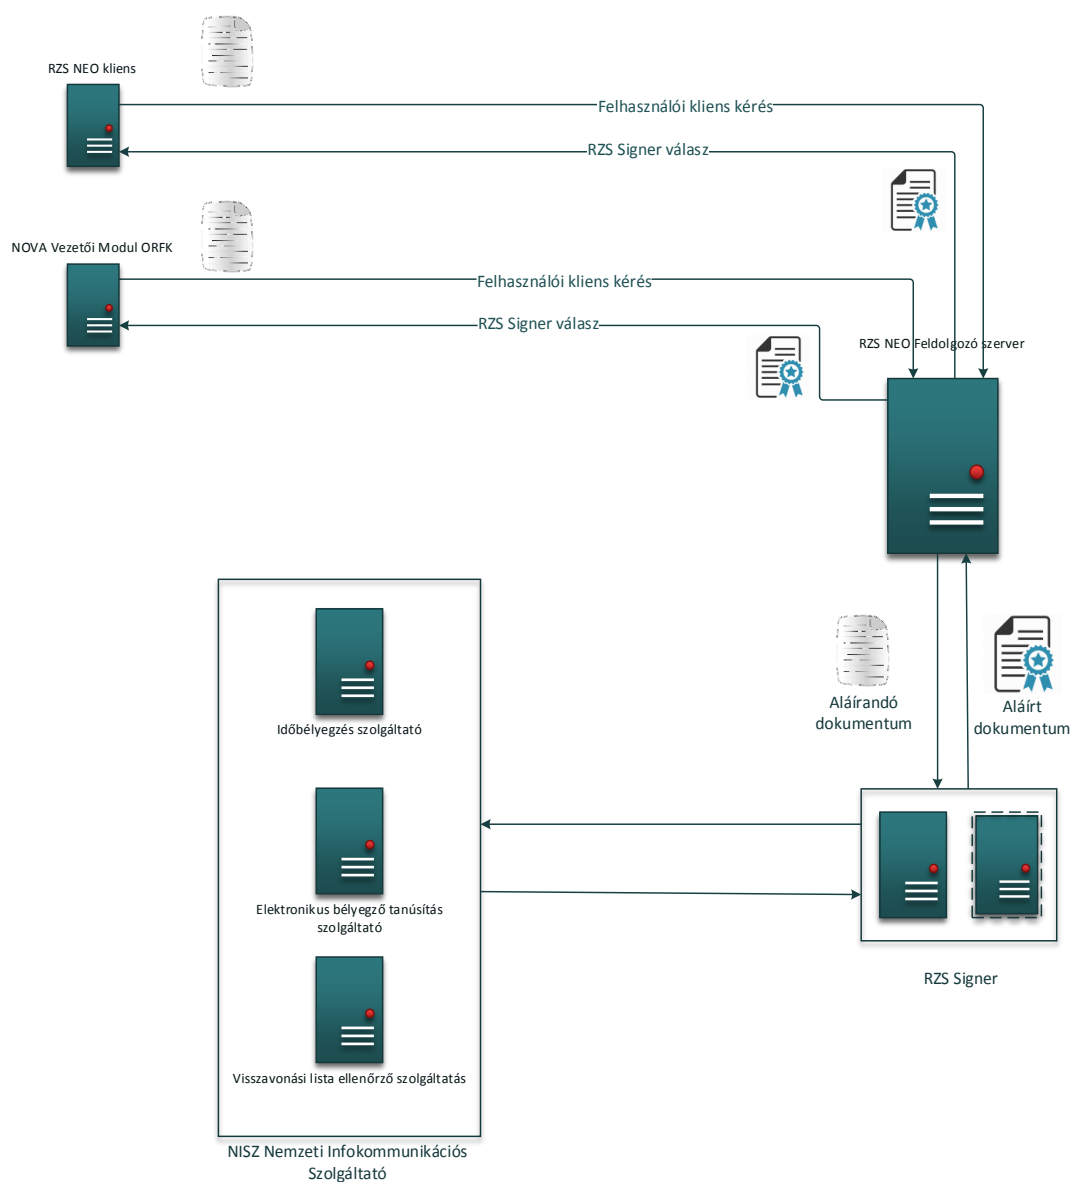 RZS NEO kliens
Felhasználói kliens kérés
RZS Signer válasz
NOVA Vezetői Modul ORFK
Felhasználói kliens kérés
RZS Signer válasz
RZS NEO Feldolgozó szerver
Aláírandó
dokumentum
Aláírt
dokumentum
Időbélyegzés szolgáltató
Elektronikus bélyegző tanúsítás
szolgáltató
RZS Signer
Visszavonási lista ellenőrző szolgáltatás
NISZ Nemzeti Infokommunikációs
Szolgáltató